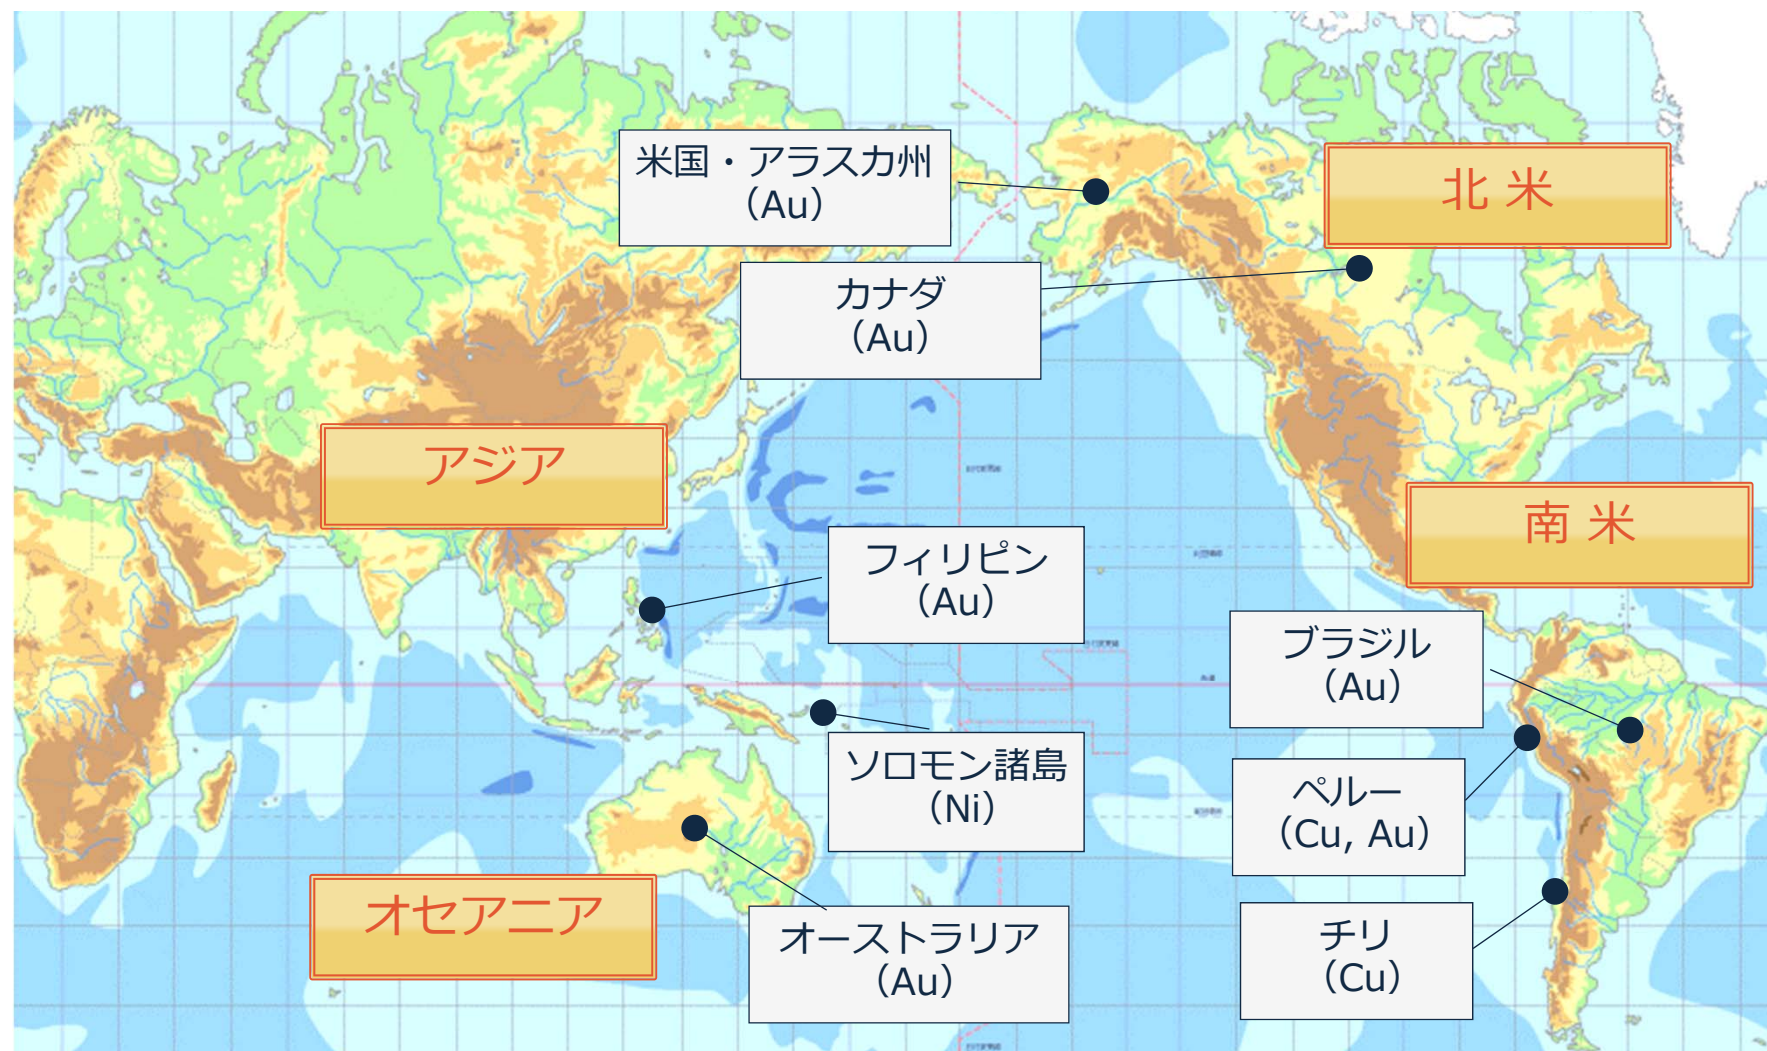 米国・アラスカ州
（Au）
北 米
カナダ
（Au）
アジア
南 米
フィリピン
（Au）
ブラジル
（Au）
ソロモン諸島
（Ni）
ペルー
（Cu, Au）
オセアニア
オーストラリア
（Au）
チリ
（Cu）